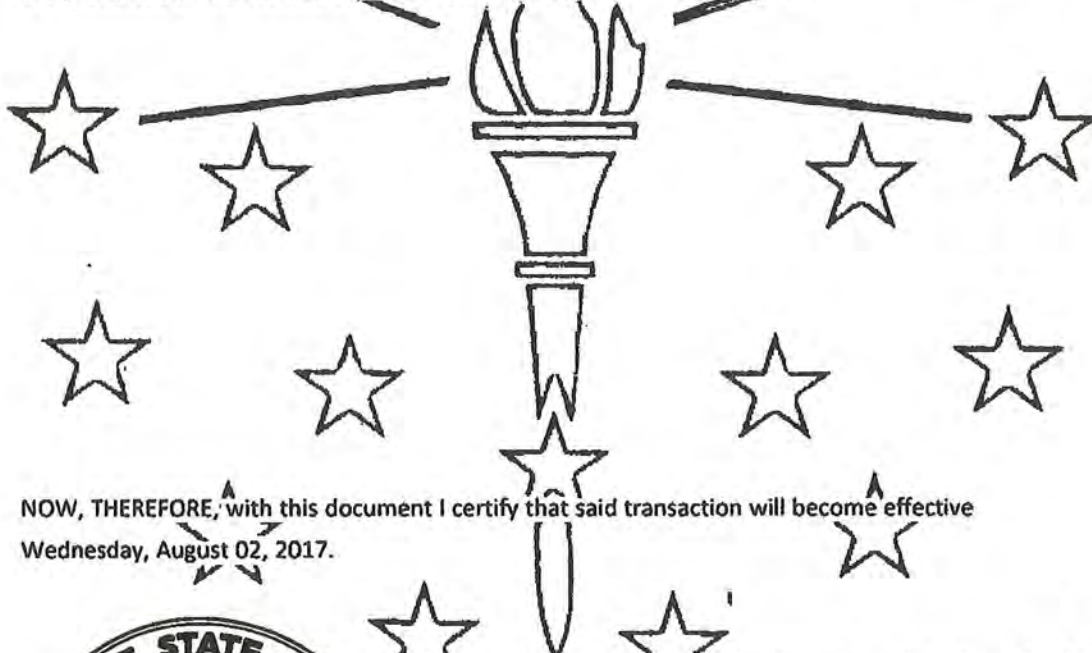 NOW, THEREFORE, with this document I certify that said transaction will become effective
Wednesday, August 02, 2017.
STATE